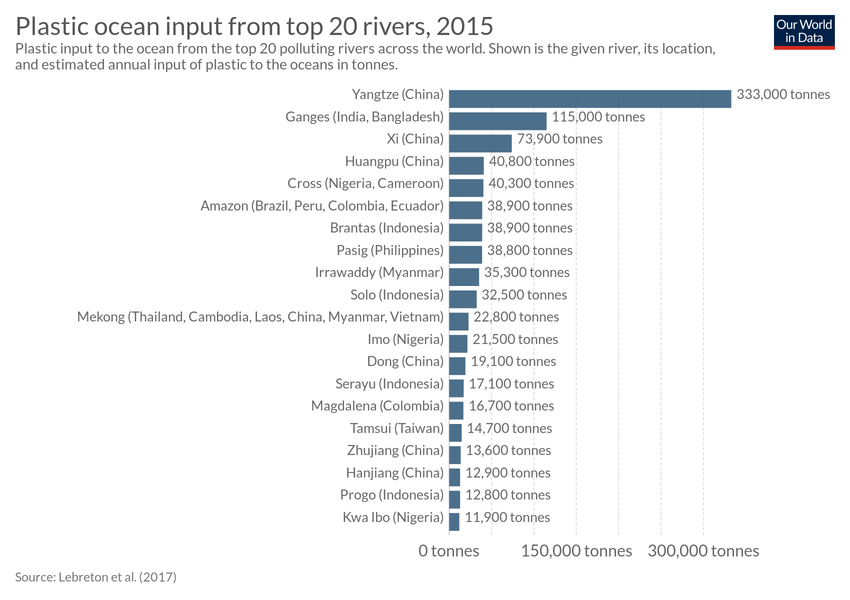 Plastic ocean input from top 20 rivers, 2015
Plastic input to the ocean from the top 20 polluting rivers across the world. Shown is the given river, its location,
and estimated annual input of plastic to the oceans in tonnes.
Our World
in Data
Yangtze (China) 333,000 tonnes
Ganges (India, Bangladesh) 115,000 tonnes
Xi (China) 73,900 tonnes
Huangpu (China) 40,800 tonnes
Cross (Nigeria, Cameroon) 40,300 tonnes
Amazon (Brazil, Peru, Colombia, Ecuador) 38,900 tonnes
Brantas (Indonesia) 38,900 tonnes
Pasig (Philippines) 38,800 tonnes
Irrawaddy (Myanmar) 35,300 tonnes
Solo (Indonesia) 32,500 tonnes
Mekong (Thailand, Cambodia, Laos, China, Myanmar, Vietnam) 22,800 tonnes
Imo (Nigeria) 21,500 tonnes
Dong (China) 19,100 tonnes
Serayu (Indonesia) 17,100 tonnes
Magdalena (Colombia) 16,700 tonnes
Tamsui (Taiwan) 14,700 tonnes
Zhujiang (China) 13,600 tonnes
Hanjiang (China) 12,900 tonnes
Progo (Indonesia) 12,800 tonnes
Kwa Ibo (Nigeria) 11,900 tonnes
0 tonnes 150,000 tonnes 300,000 tonnes
Source: Lebreton et al. (2017)